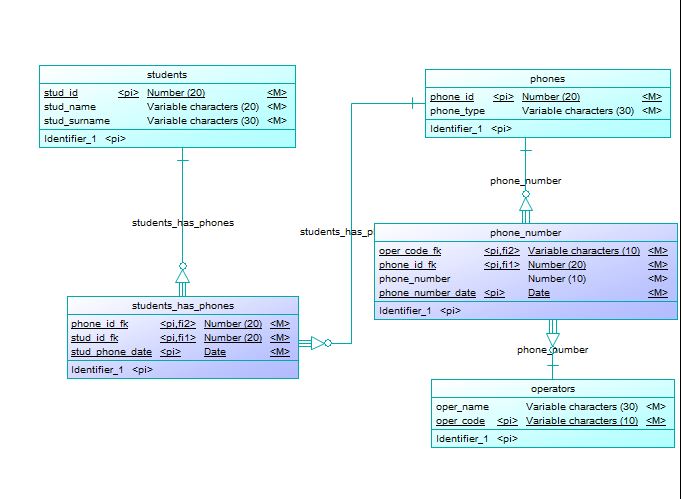 students
stud_id <pi> Number (20) <M>
stud_name Variable characters (20) <M>
stud_surname Variable characters (30) <M>
Identifier_1 <pi>
phones
phone_id <pi> Number (20) <M>
phone_type Variable characters (30) <M>
Identifier_1 <pi>
phone_number
students_has_phones
students_has_p
phone_number
oper_code_fk <pi,fi2> Variable characters (10) <M>
phone_id_fk <pi,fi1> Number (20) <M>
phone_number Number (10) <M>
phone_number_date <pi> Date <M>
Identifier_1 <pi>
students_has_phones
phone_id_fk <pi,fi2> Number (20) <M>
stud_id_fk <pi,fi1> Number (20) <M>
stud_phone_date <pi> Date <M>
Identifier_1 <pi>
phone_number
operators
oper_name Variable characters (30) <M>
oper_code <pi> Variable characters (10) <M>
Identifier_1 <pi>